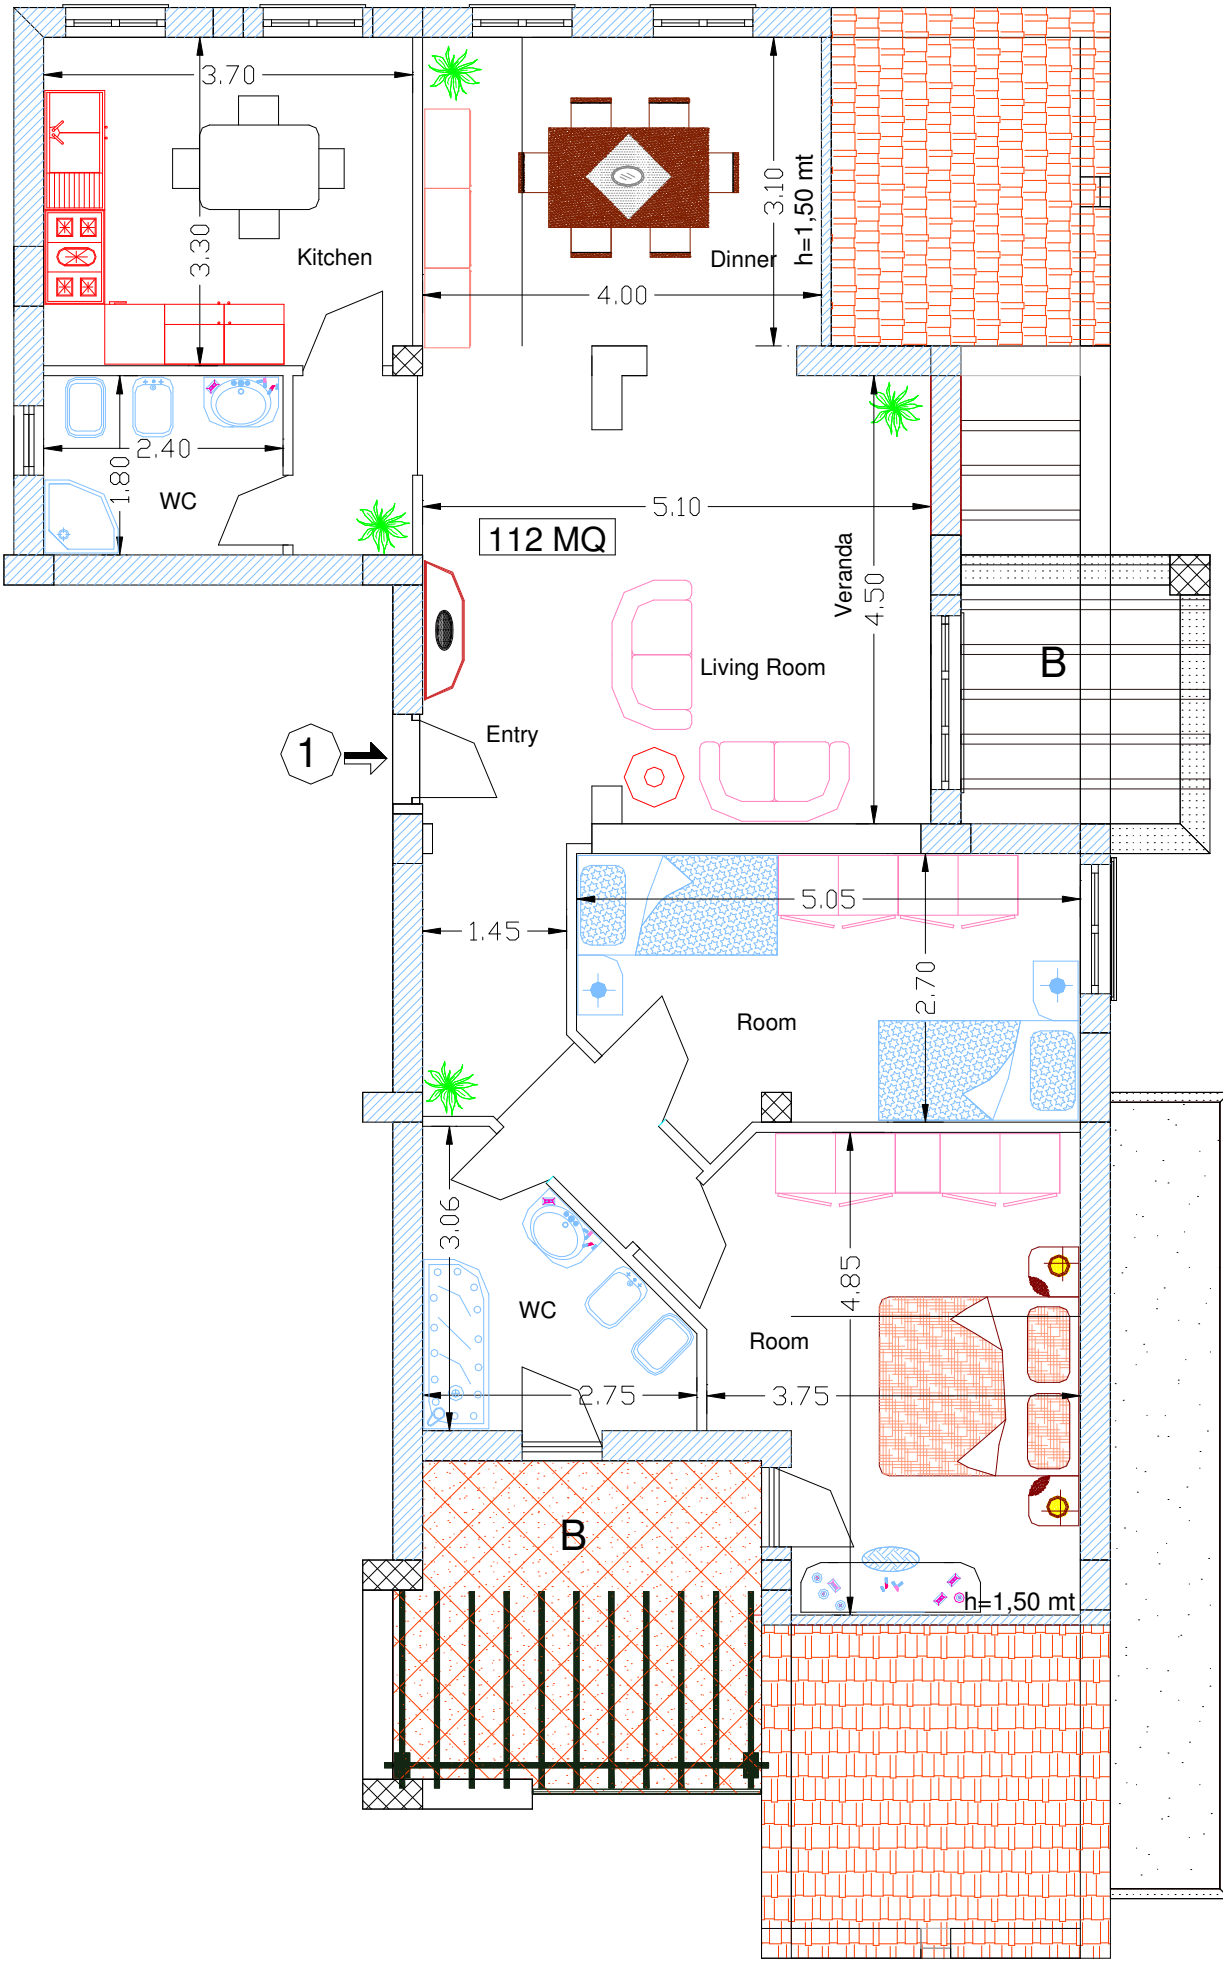 3.70
3.30
Kitchen
3.10
h=1,50 mt
Dinner
4.00
2.40
1.80
WC
5.10
112 MQ
Veranda
4.50
Living Room
B
Entry
1
5.05
1.45
2.70
Room
3.06
4.85
WC
Room
2.75
3.75
B
h=1,50 mt